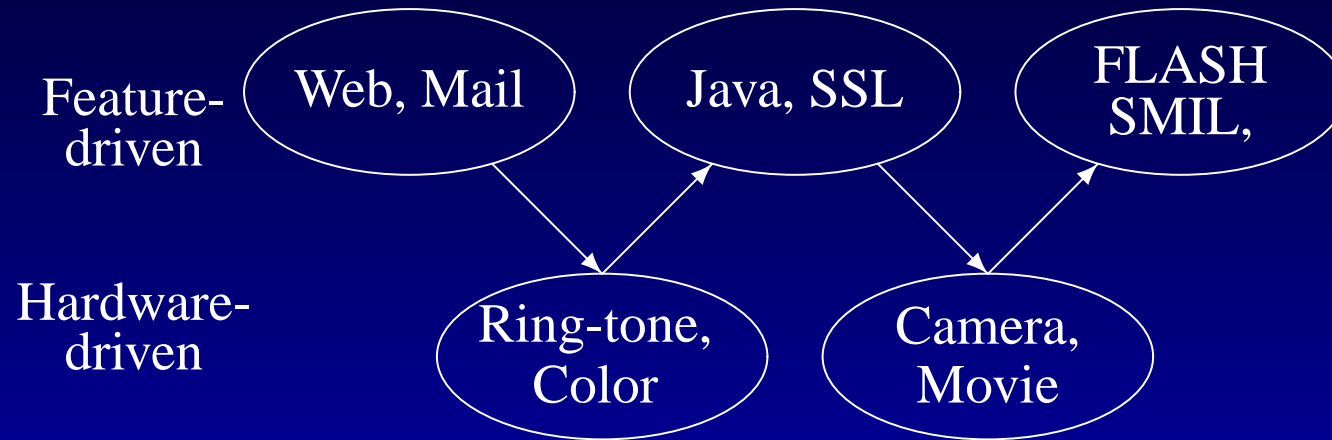 Feature-
driven
Web, Mail
Java, SSL
FLASH
SMIL,
Hardware-
driven
Ring-tone,
Color
Camera,
Movie